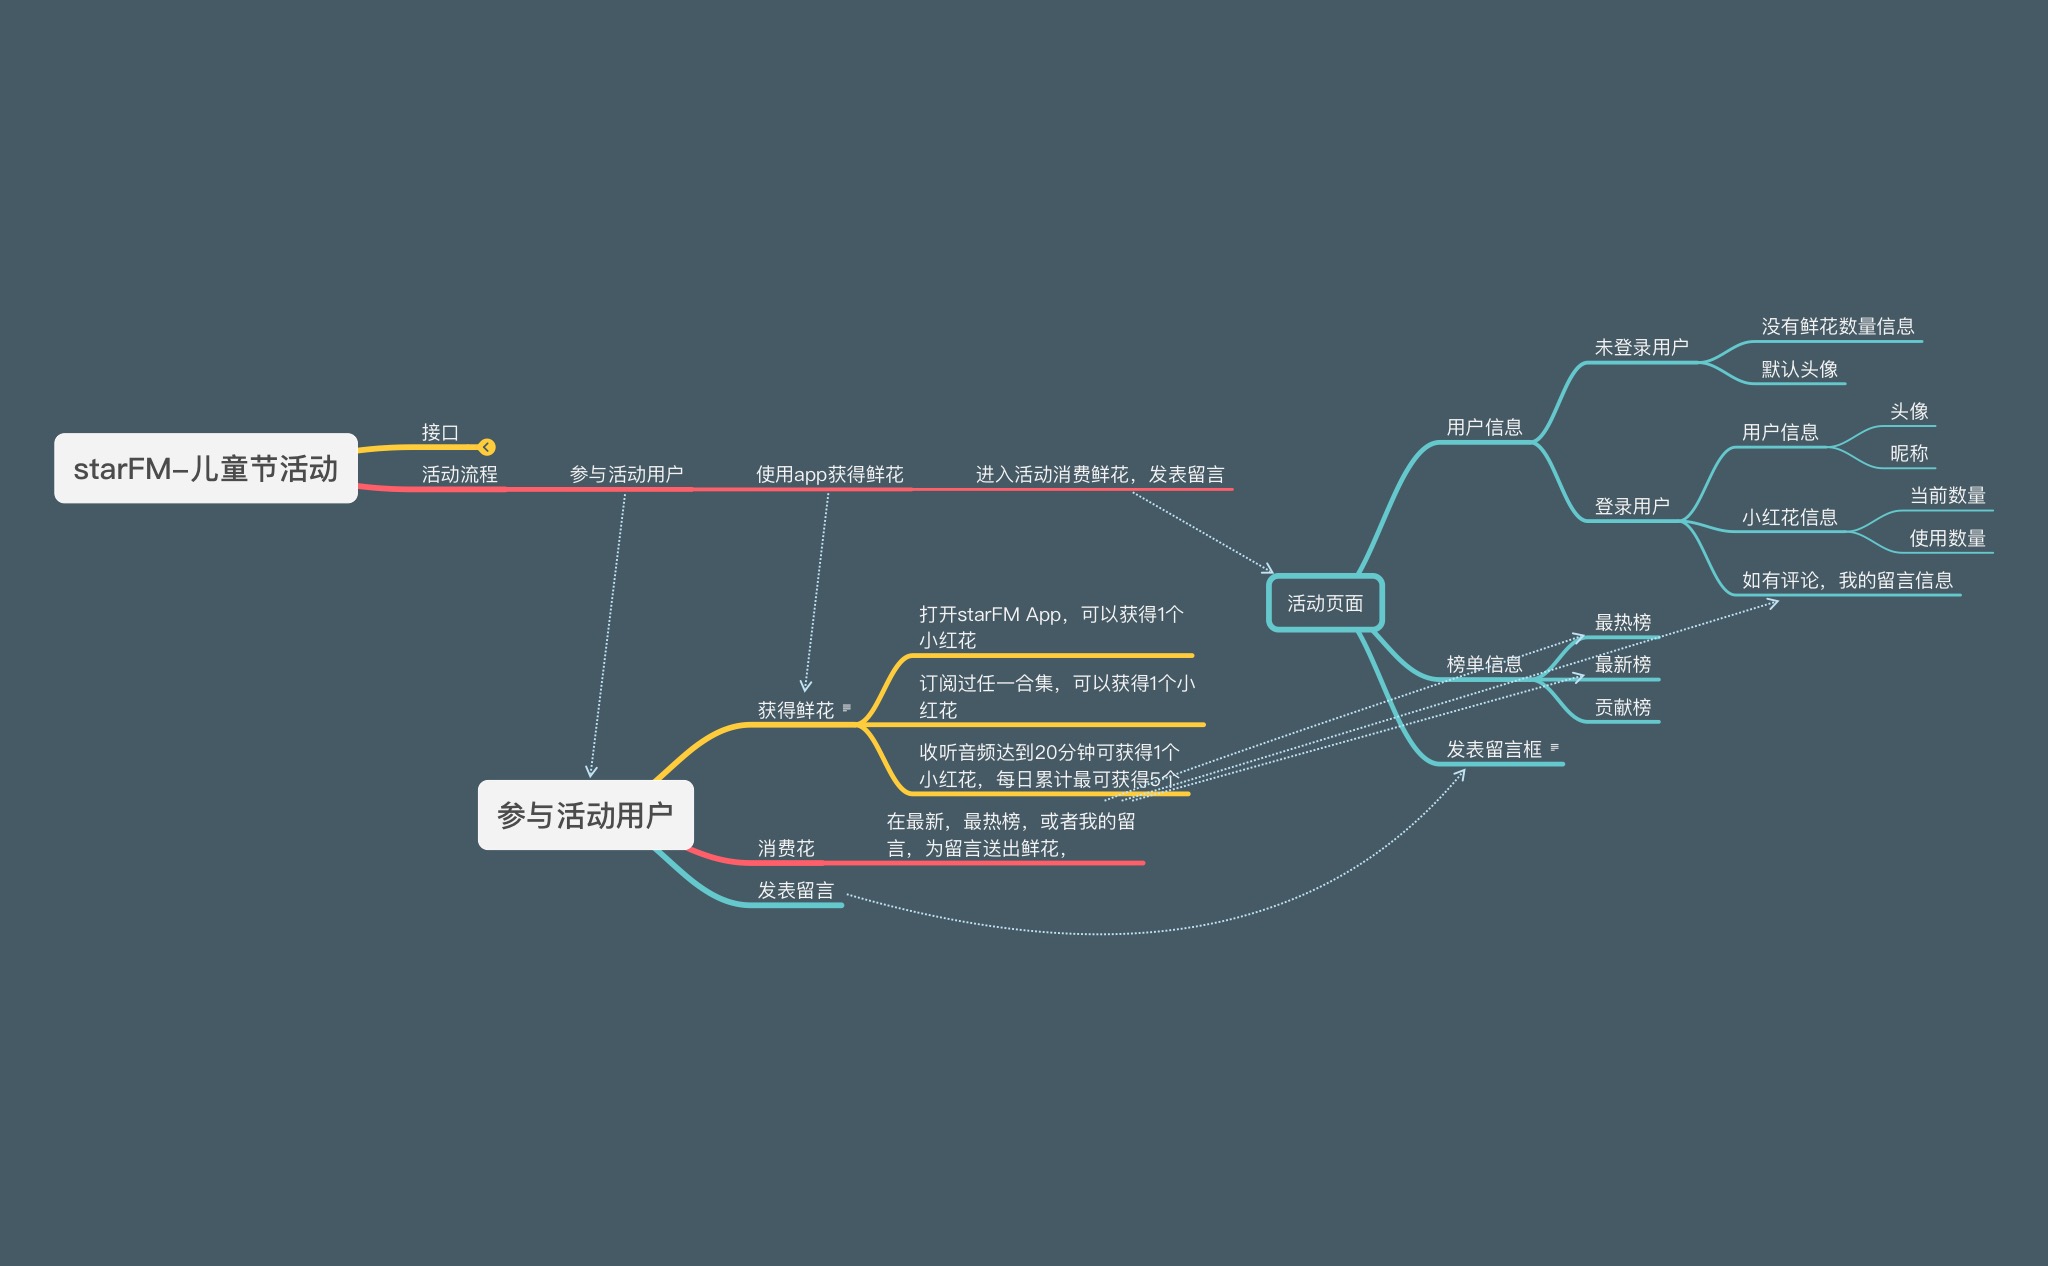 starFM-儿童节活动
接口
活动流程
参与活动用户
使用app获得鲜花
进入活动消费鲜花，发表留言
参与活动用户
获得鲜花
打开starFM App，可以获得1个
小红花
订阅过任一合集，可以获得1个小
红花
收听音频达到20分钟可获得1个
小红花，每日累计最可获得5个
消费花
在最新，最热榜，或者我的留
言，为留言送出鲜花，
发表留言
活动页面
用户信息
未登录用户
没有鲜花数量信息
默认头像
登录用户
用户信息
头像
昵称
小红花信息
当前数量
使用数量
如有评论，我的留言信息
榜单信息
最热榜
最新榜
贡献榜
发表留言框